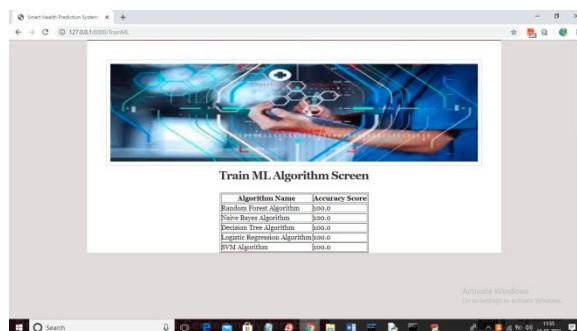 Smart Health Prediction System
127.0.0.1:8000/TrainML
Train ML Algorithm Screen
Algorithm Name Accuracy Score
Random Forest Algorithm 100.0
Naive Bayes Algorithm 100.0
Decision Tree Algorithm 100.0
Logistic Regression Algorithm 100.0
SVM Algorithm 100.0
Activate Windows
Go to Settings to activate Windows.
Search
11:55